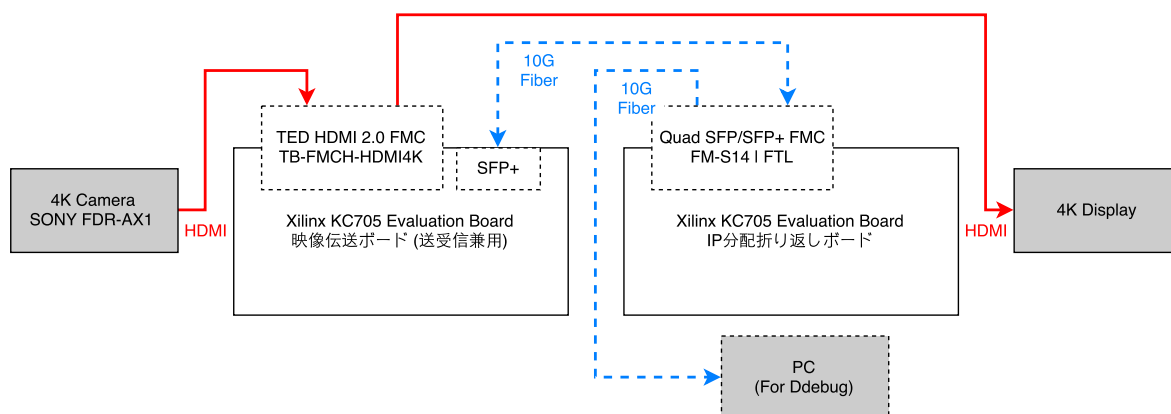 10G
Fiber
10G
Fiber
TED HDMI 2.0 FMC
TB-FMCH-HDMI4K
SFP+
Quad SFP/SFP+ FMC
FM-S14 | FTL
4K Camera
SONY FDR-AX1
HDMI
Xilinx KC705 Evaluation Board
映像伝送ボード (送受信兼用)
Xilinx KC705 Evaluation Board
IP分配折り返しボード
HDMI
4K Display
PC
(For Ddebug)